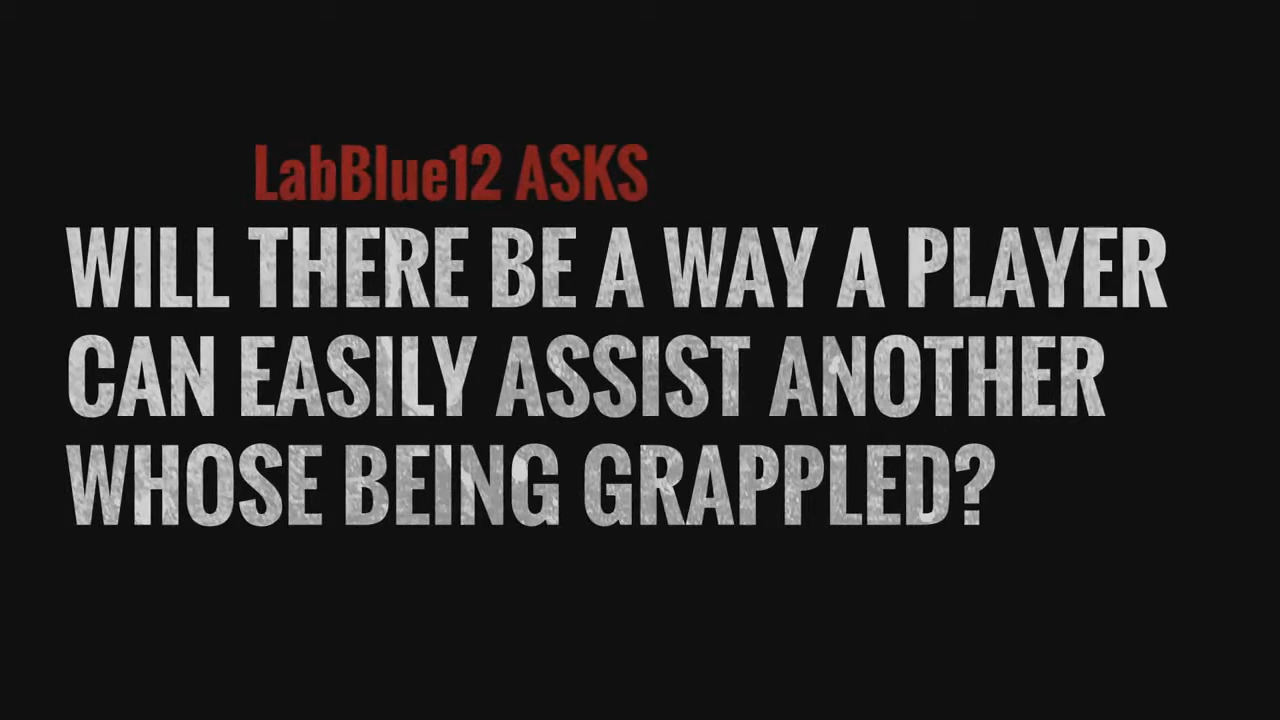 LabBlue12 ASKS
WILL THERE BE A WAY A PLAYER
CAN EASILY ASSIST ANOTHER
WHOSE BEING GRAPPLED?